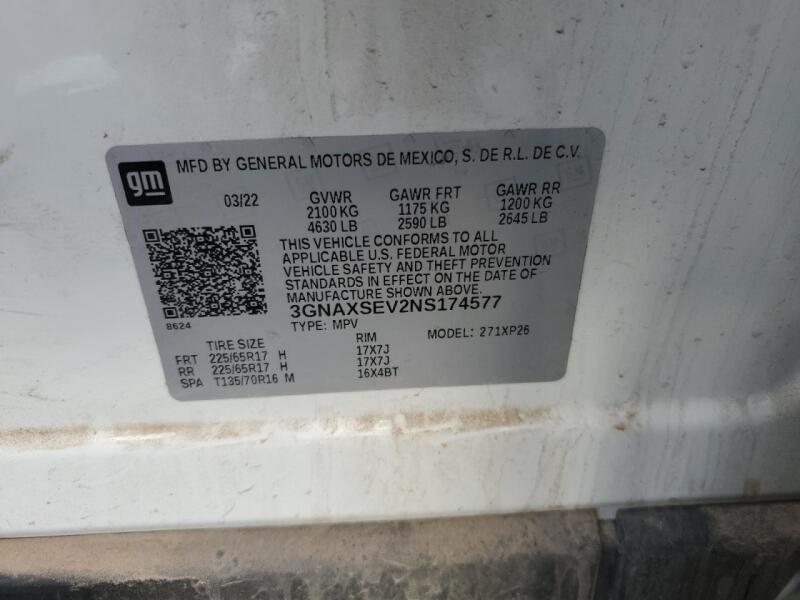 gm
MFD BY GENERAL MOTORS DE MEXICO, S. DE R.L. DE C.V.
03/22 GVWR GAWR FRT GAWR RR
2100 KG 1175 KG 1200 KG
4630 LB 2590 LB 2645 LB
THIS VEHICLE CONFORMS TO ALL
APPLICABLE U.S. FEDERAL MOTOR
VEHICLE SAFETY AND THEFT PREVENTION
STANDARDS IN EFFECT ON THE DATE OF
MANUFACTURE SHOWN ABOVE.
8624
3GNAXSEV2NS174577
TYPE: MPV MODEL: 271XP26
TIRE SIZE RIM
FRT 225/65R17 H 17X7J
RR 225/65R17 H 17X7J
SPA T135/70R16 M 16X4BT